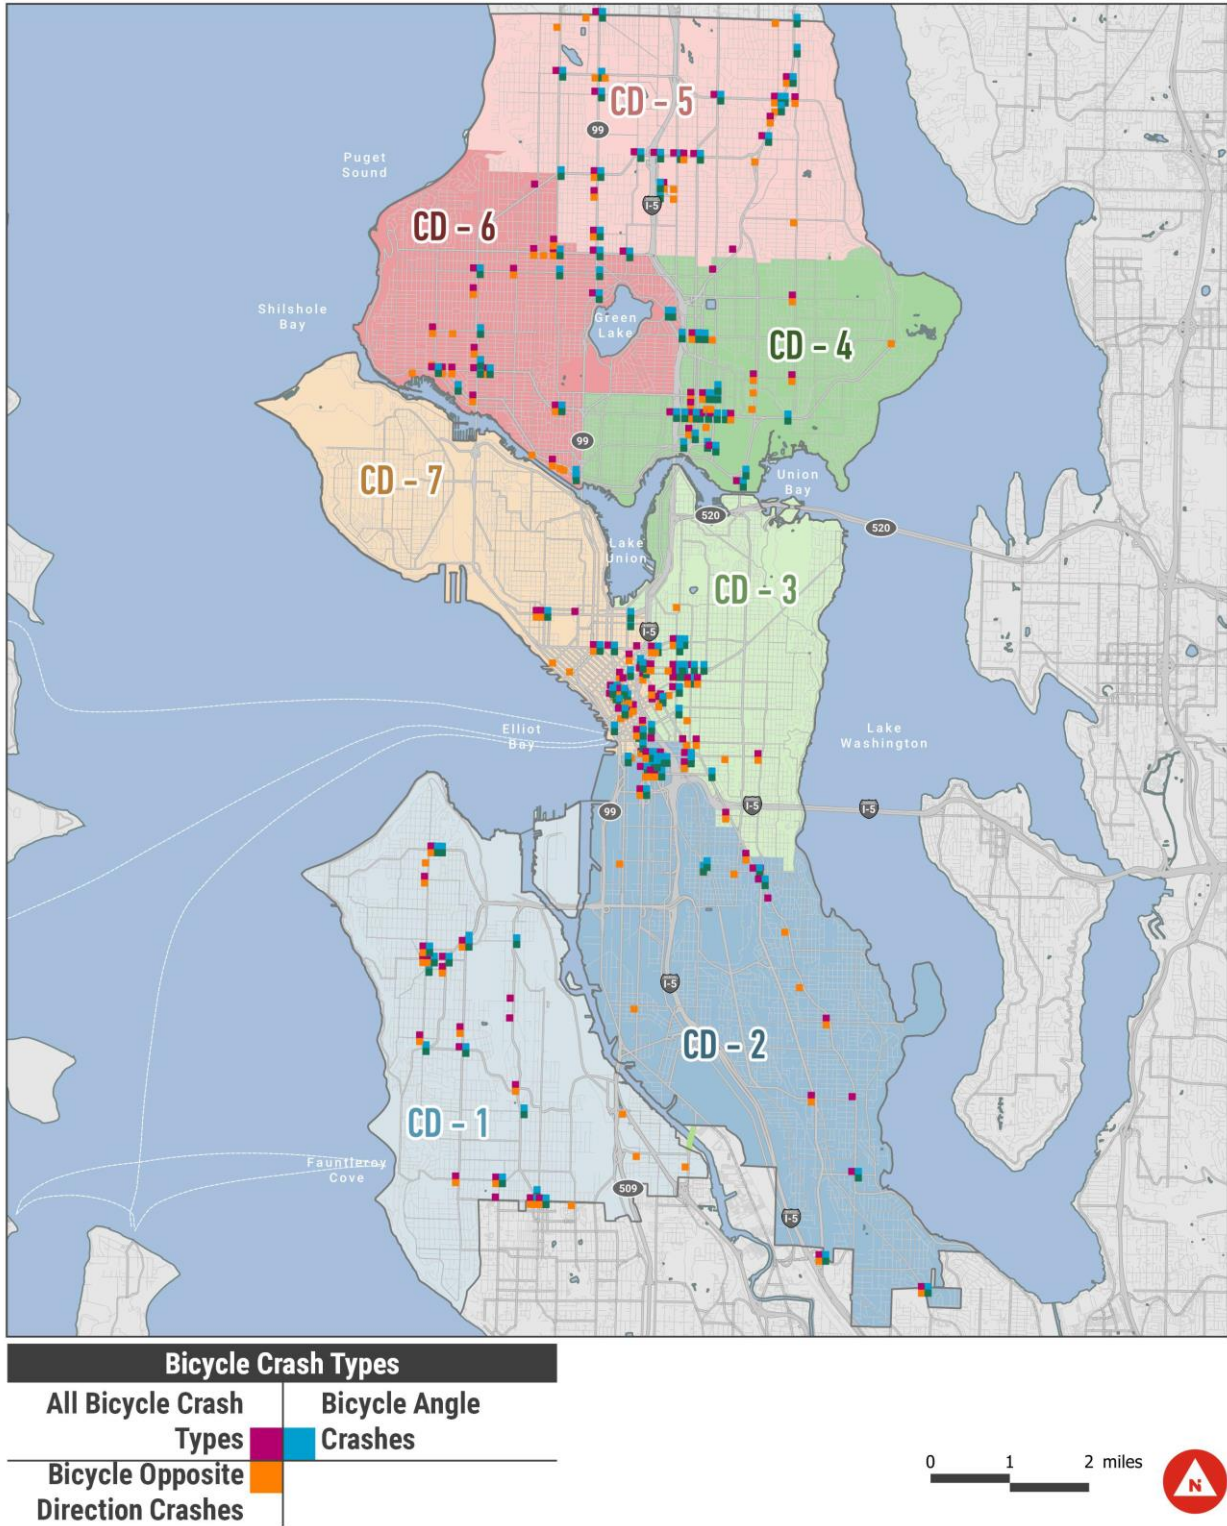 CD - 5
99
Puget
Sound
I-5
CD - 6
Shilshole
Bay
Green
Lake
CD - 4
99
CD - 7
Union
Bay
520
520
Lake
Union
CD - 3
I-5
Elliot
Bay
Lake
Washington
99
I-5
I-5
I-5
CD - 2
CD - 1
Fauntleroy
Cove
509
I-5
Bicycle Crash Types
All Bicycle Crash
Types
Bicycle Angle
Crashes
Bicycle Opposite
Direction Crashes
0 1 2 miles
N